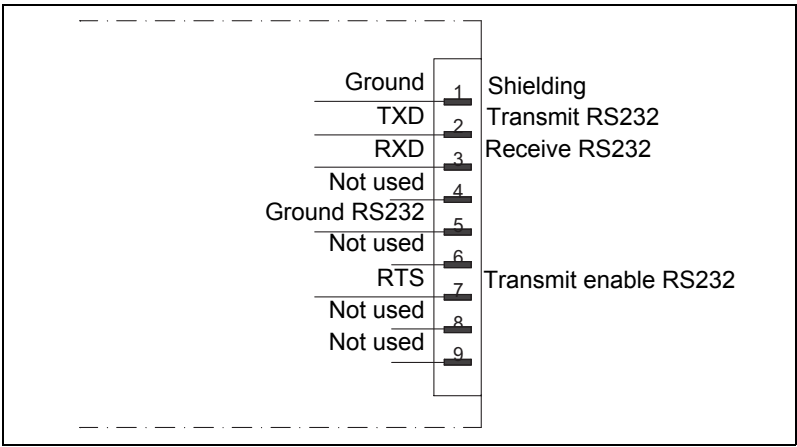 Ground 1 Shielding
TXD 2 Transmit RS232
RXD 3 Receive RS232
Not used 4
Ground RS232 5
Not used 6
RTS 7 Transmit enable RS232
Not used 8
Not used 9